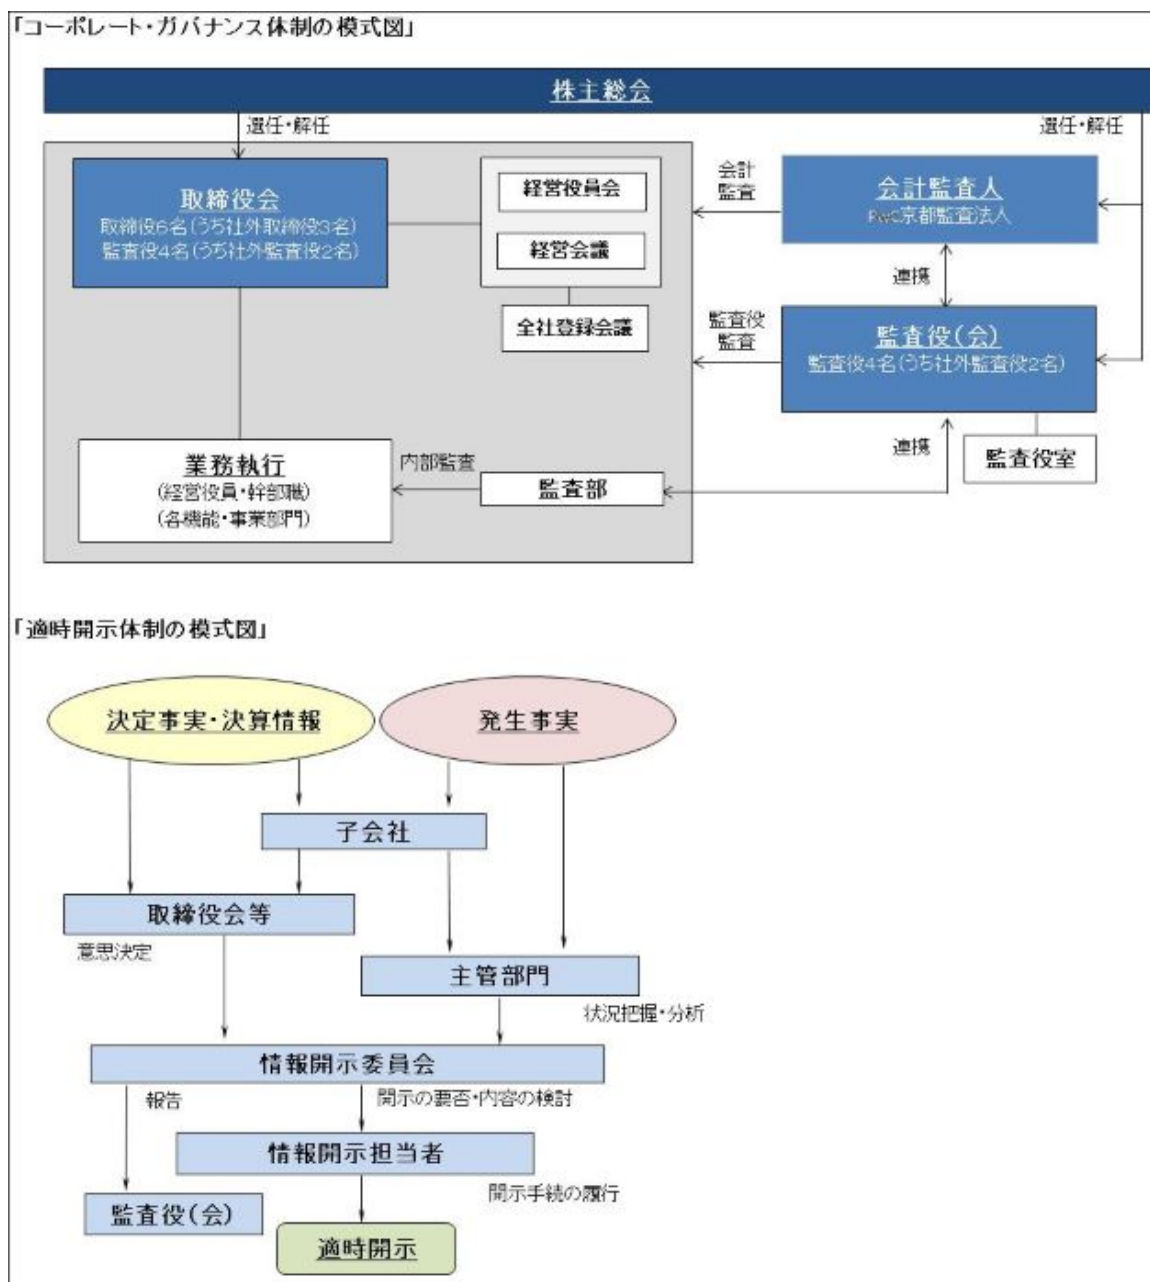 「コーポレート・ガバナンス体制の模式図」
株主総会
選任・解任
選任・解任
取締役会
取締役6名(うち社外取締役3名)
監査役4名(うち社外監査役2名)
経営役員会
経営会議
全社登録会議
会計
監査
会計監査人
PwC京都監査法人
連携
監査役
監査
監査役(会)
監査役4名(うち社外監査役2名)
連携
監査役室
業務執行
(経営役員・幹部職)
(各機能・事業部門)
内部監査
監査部
「適時開示体制の模式図」
決定事実・決算情報
発生事実
子会社
取締役会等
意思決定
主管部門
状況把握・分析
情報開示委員会
報告
開示の要否・内容の検討
情報開示担当者
開示手続の履行
監査役(会)
適時開示